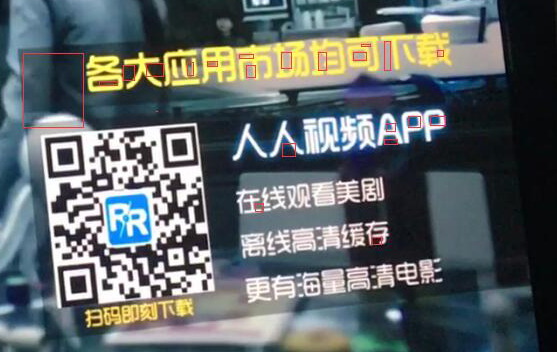 各大应用市场均可下载
人人视频APP
在线观看美剧
离线高清缓存
更有海量高清电影
RR
扫码即刻下载